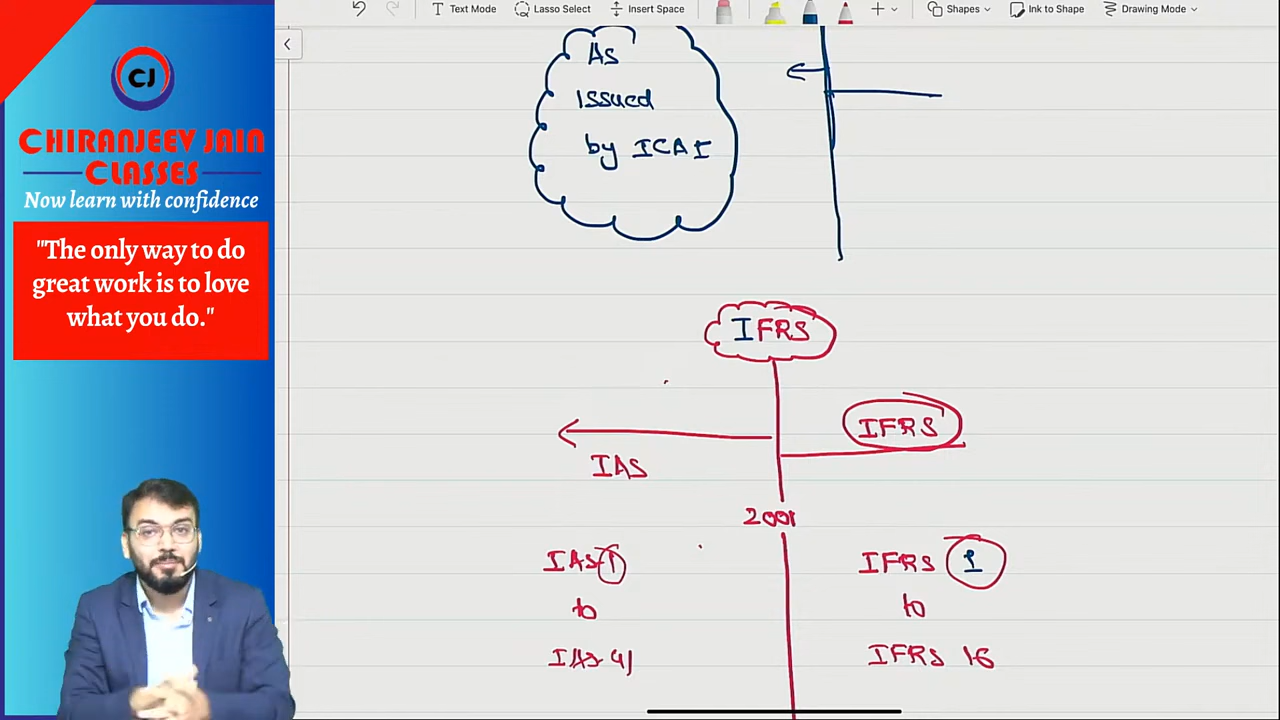 Text Mode
Lasso Select
Insert Space
Shapes
Ink to Shape
Drawing Mode
CJ
CHIRANJEEV JAIN
CLASSES
Now learn with confidence
"The only way to do
great work is to love
what you do."
AS
issued
by ICAI
IFRS
IFRS
IAS
2001
IAS-1
IFRS 1
to
to
IAS-41
IFRS 16